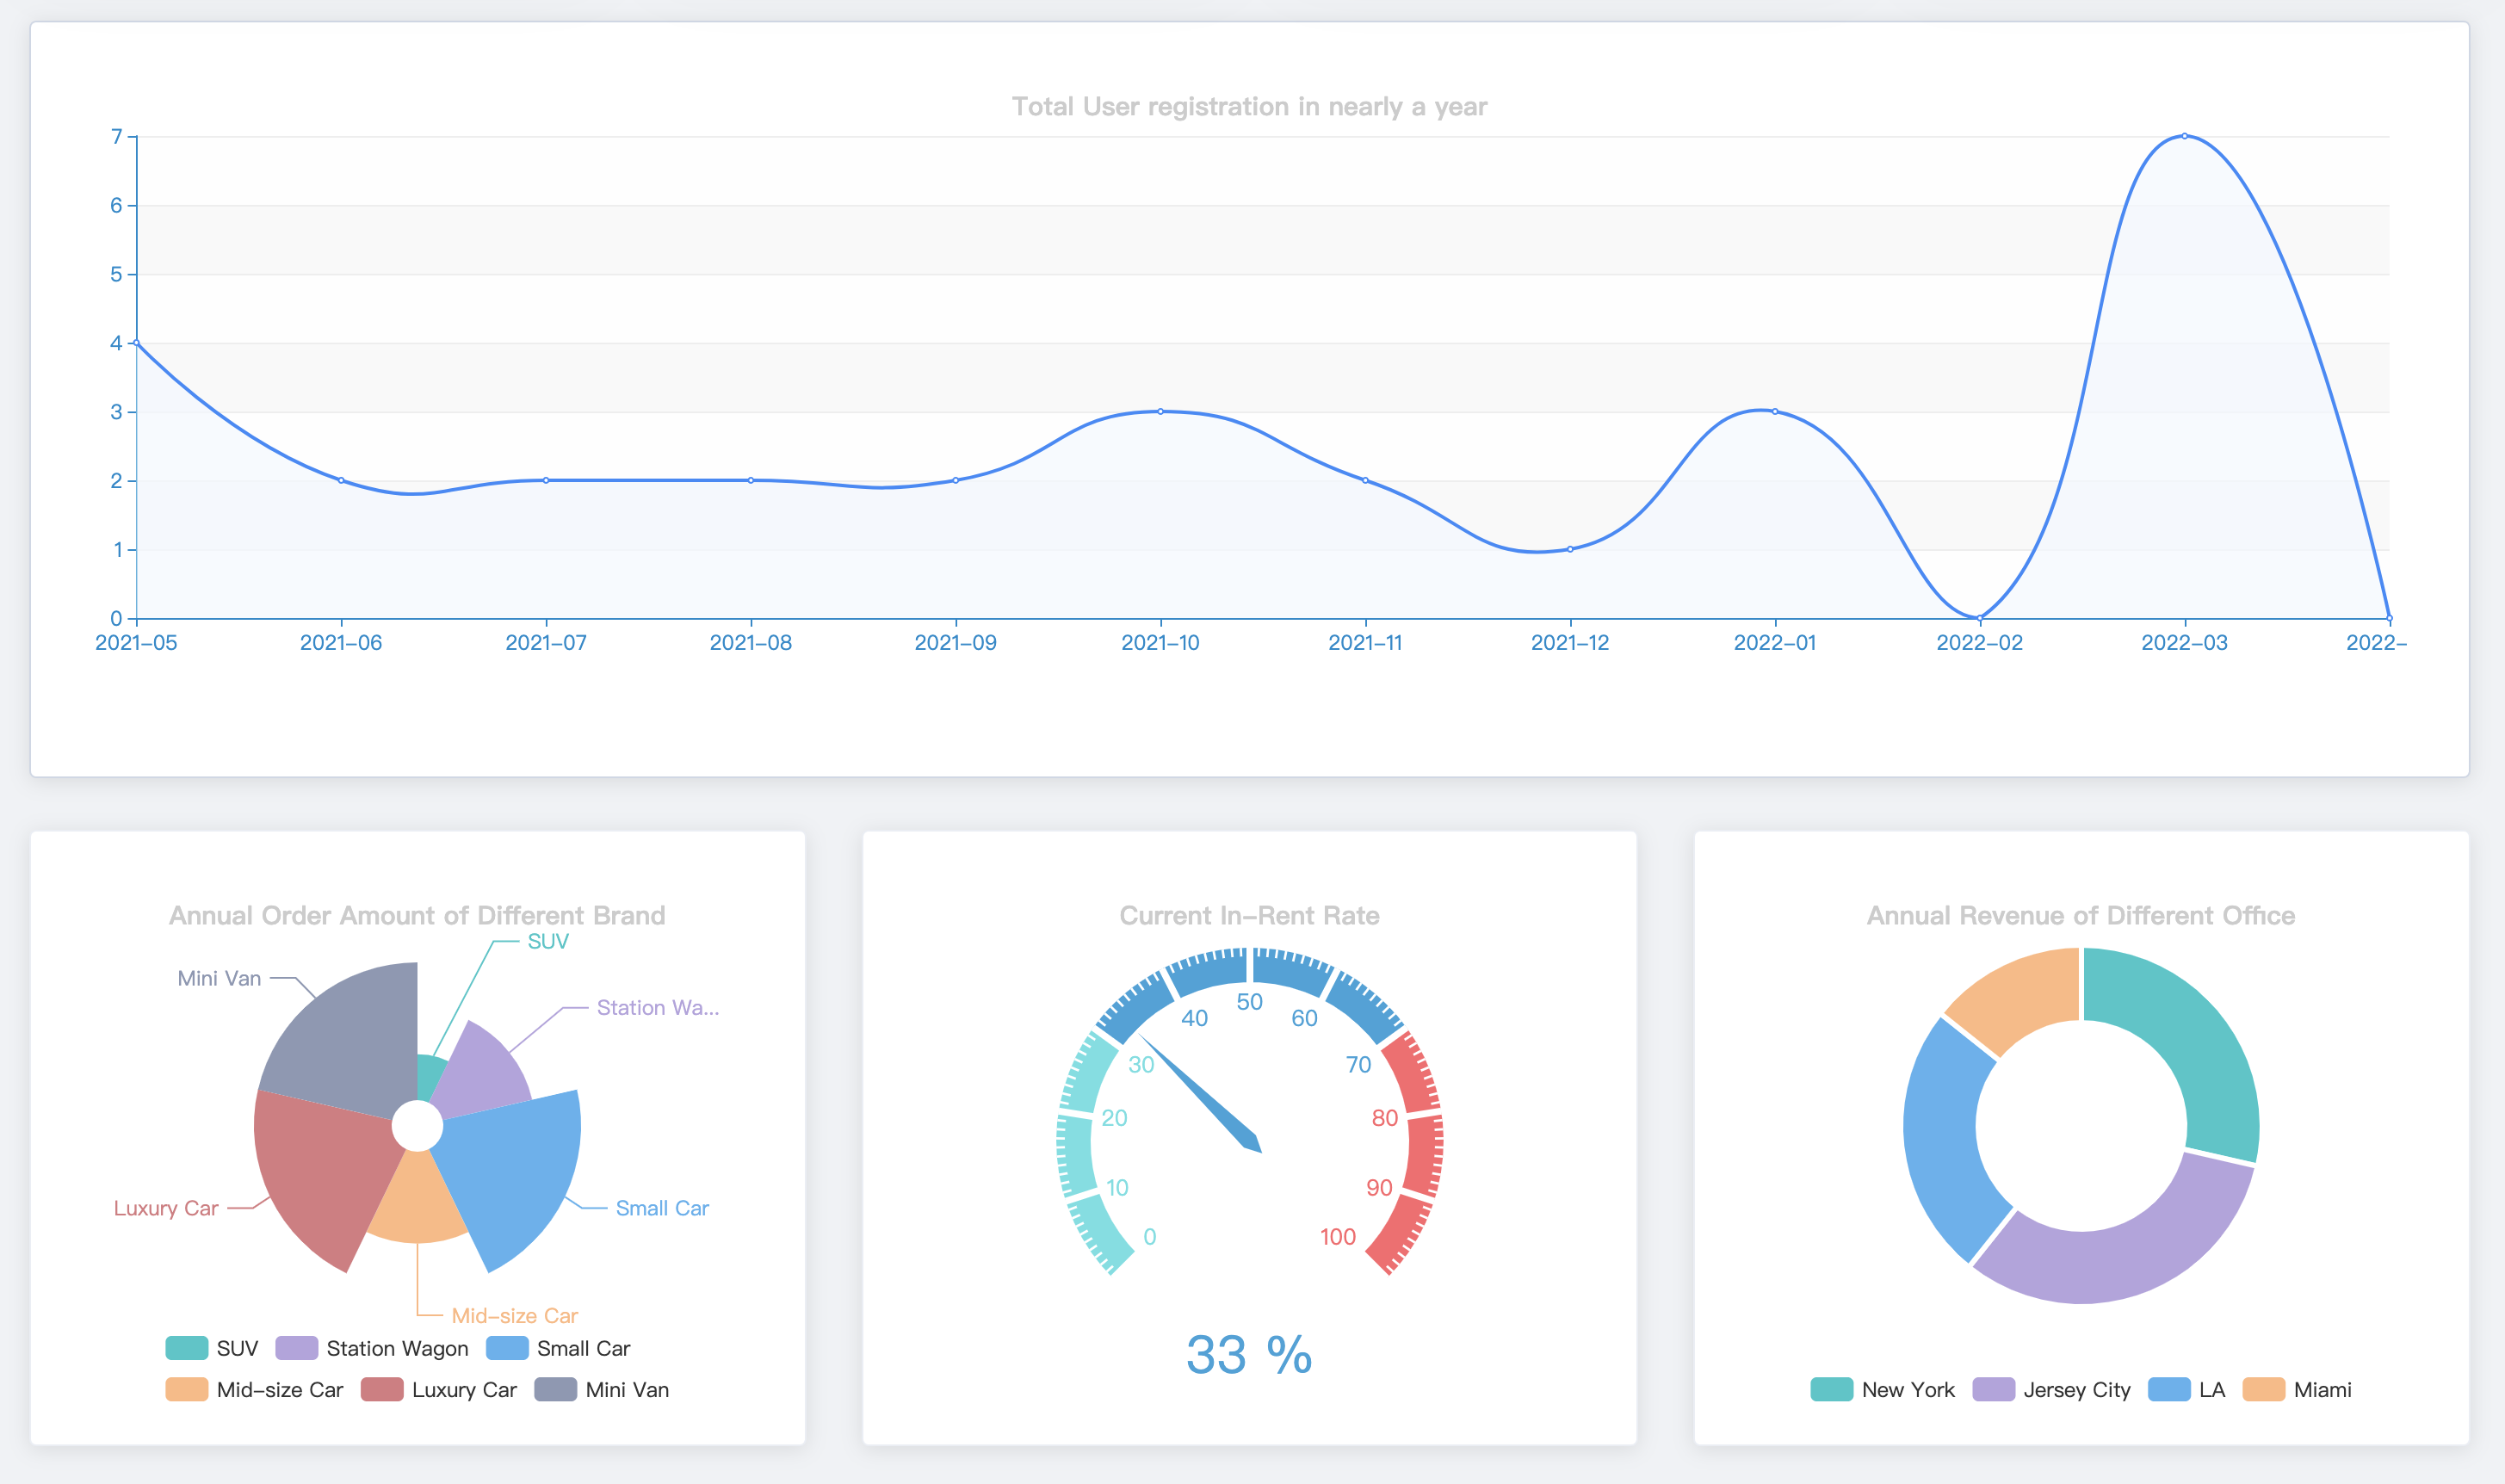 Total User registration in nearly a year
7
6
5
4
3
2
1
0
2021-05 2021-06 2021-07 2021-08 2021-09 2021-10 2021-11 2021-12 2022-01 2022-02 2022-03 2022-
Annual Order Amount of Different Brand
SUV
Mini Van
Station Wa...
Luxury Car
Small Car
Mid-size Car
SUV Station Wagon Small Car
Mid-size Car Luxury Car Mini Van
Current In-Rent Rate
50
40 60
30 70
20 80
10 90
0 100
33 %
Annual Revenue of Different Office
New York Jersey City LA Miami